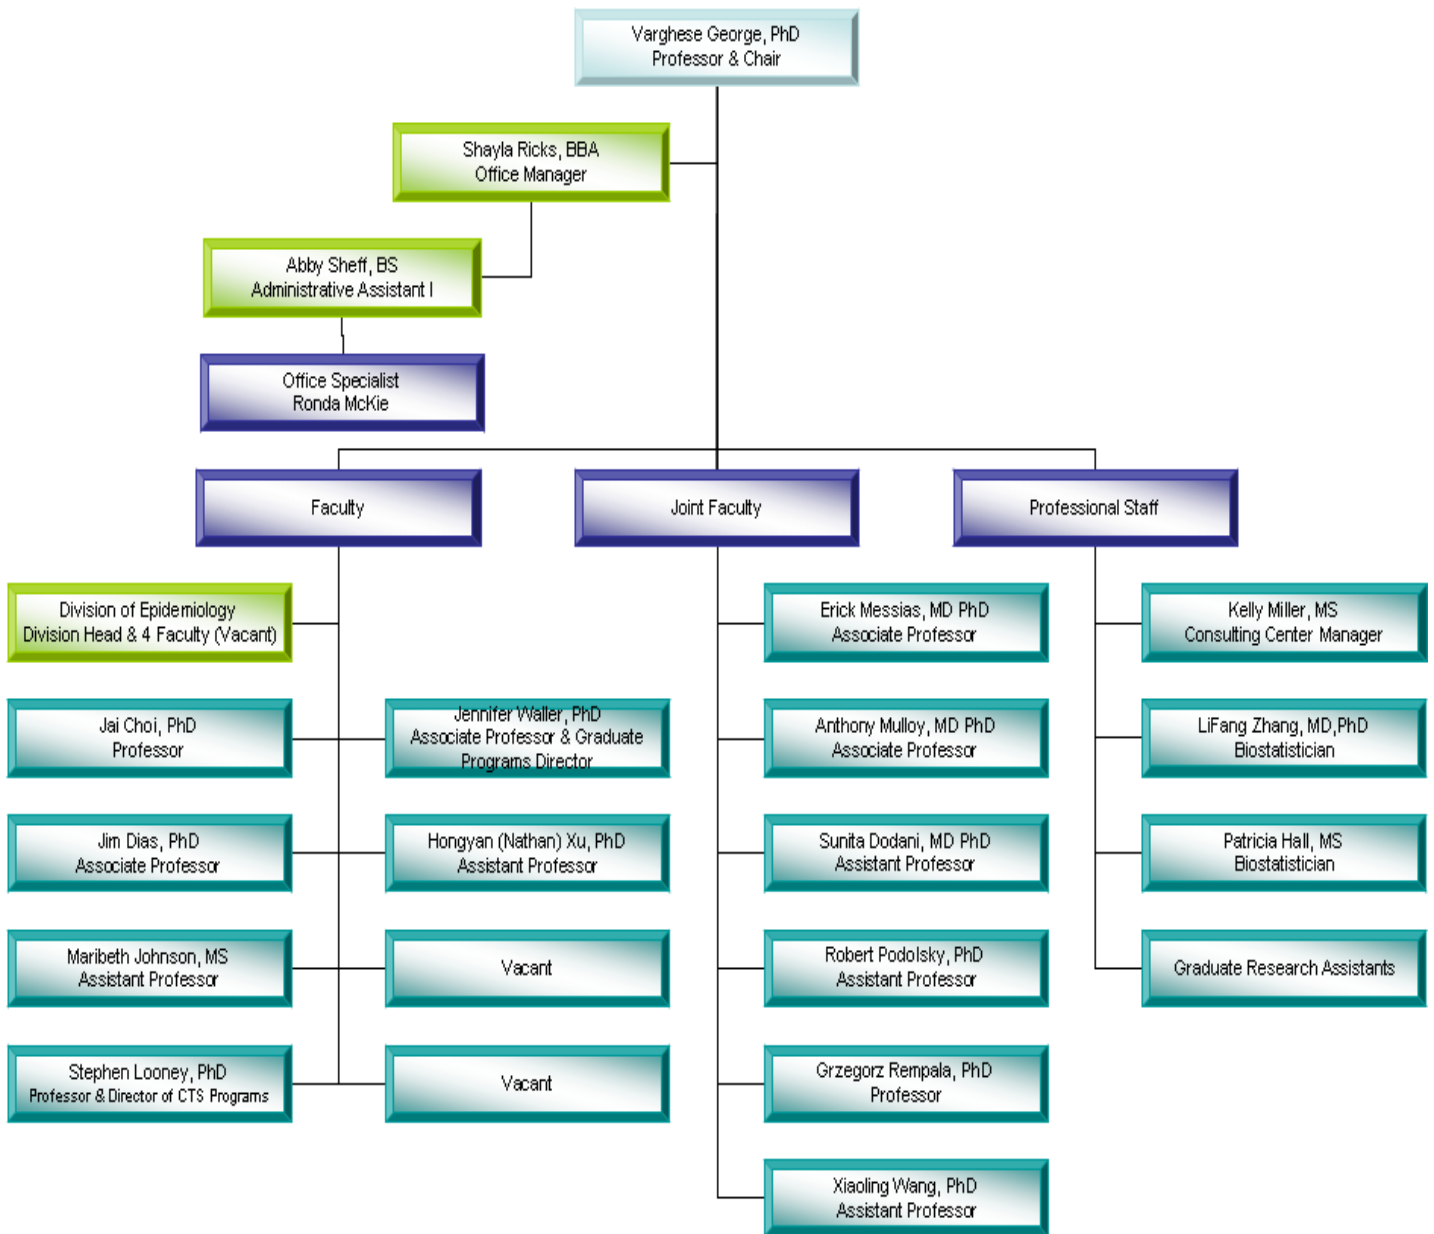 Varghese George, PhD
Professor & Chair
Shayla Ricks, BBA
Office Manager
Abby Sheff, BS
Administrative Assistant I
Office Specialist
Ronda McKie
Faculty
Joint Faculty
Professional Staff
Division of Epidemiology
Division Head & 4 Faculty (Vacant)
Jai Choi, PhD
Professor
Jim Dias, PhD
Associate Professor
Maribeth Johnson, MS
Assistant Professor
Stephen Looney, PhD
Professor & Director of CTS Programs
Jennifer Waller, PhD
Associate Professor & Graduate
Programs Director
Hongyan (Nathan) Xu, PhD
Assistant Professor
Vacant
Vacant
Erick Messias, MD PhD
Associate Professor
Anthony Mulloy, MD PhD
Associate Professor
Sunita Dodani, MD PhD
Assistant Professor
Robert Podolsky, PhD
Assistant Professor
Grzegorz Rempala, PhD
Professor
Xiaoling Wang, PhD
Assistant Professor
Kelly Miller, MS
Consulting Center Manager
LiFang Zhang, MD,PhD
Biostatistician
Patricia Hall, MS
Biostatistician
Graduate Research Assistants